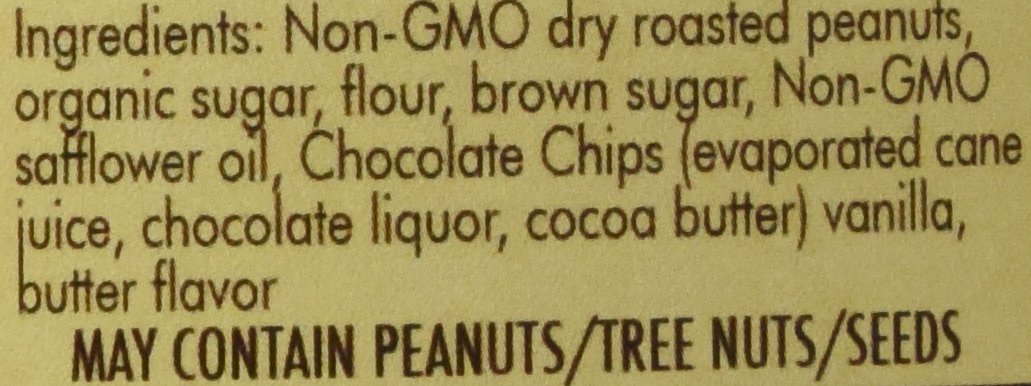 Ingredients: Non-GMO dry roasted peanuts,
organic sugar, flour, brown sugar, Non-GMO
safflower oil, Chocolate Chips (evaporated cane
juice, chocolate liquor, cocoa butter) vanilla,
butter flavor
MAY CONTAIN PEANUTS/TREE NUTS/SEEDS